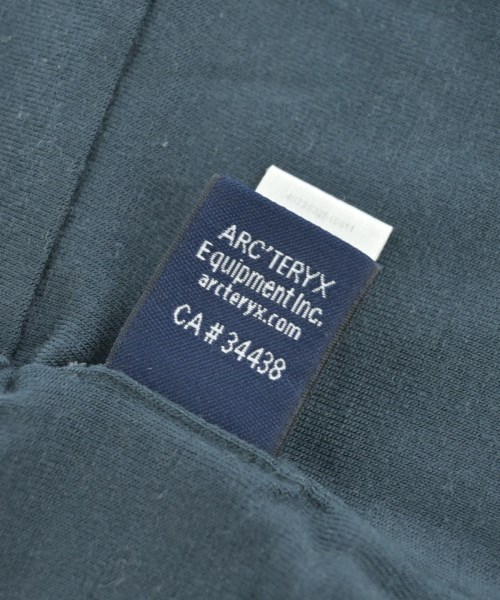 ARC'TERYX
Equipment Inc.
arcteryx.com
CA # 34438